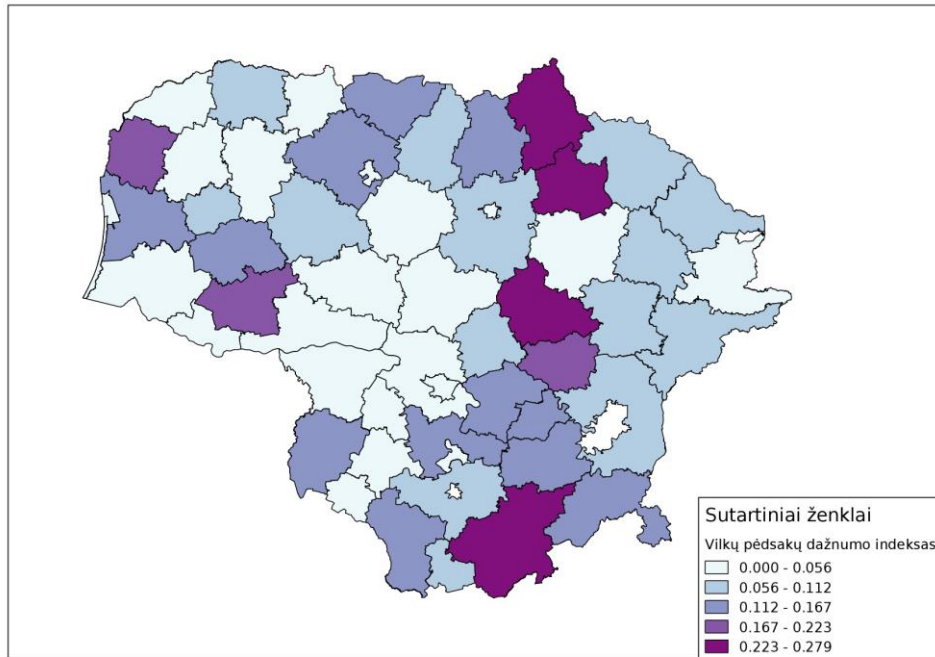 Sutartiniai ženklai
Vilkų pėdsakų dažnumo indeksas
0.000 - 0.056
0.056 - 0.112
0.112 - 0.167
0.167 - 0.223
0.223 - 0.279